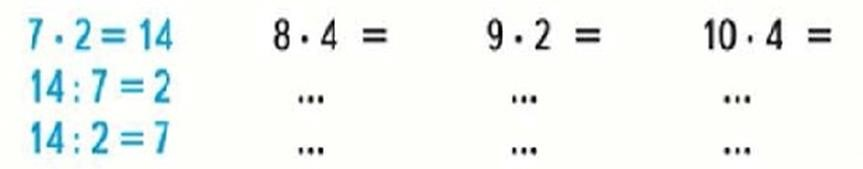 7 · 2 = 14 8 · 4 = 9 · 2 = 10 · 4 =
14 : 7 = 2 ... ... ...
14 : 2 = 7 ... ... ...